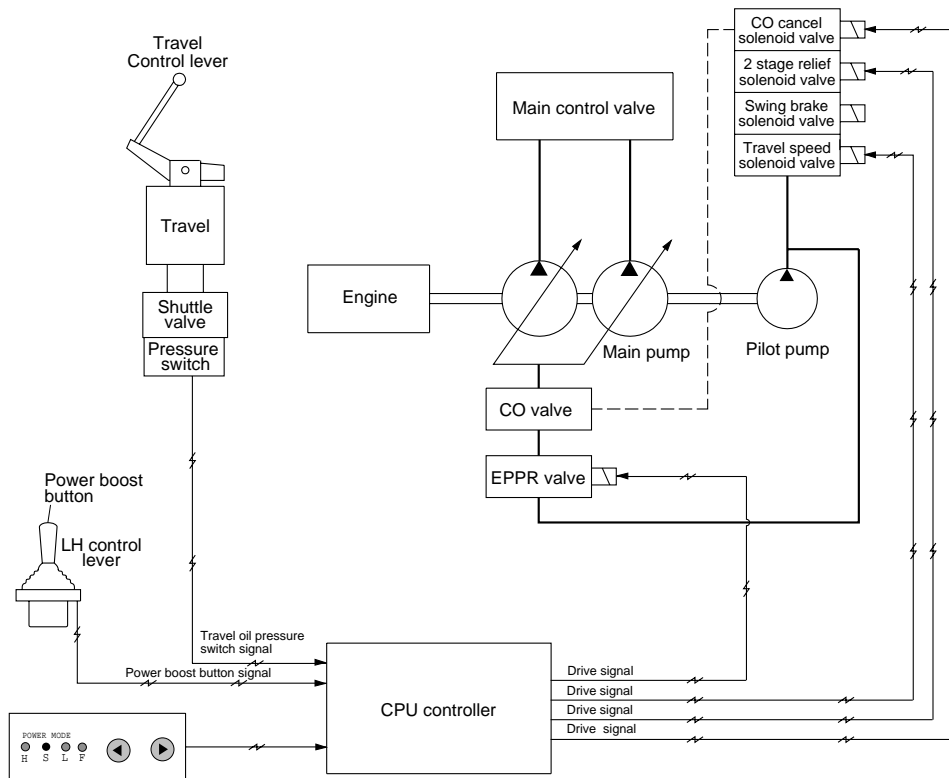 Travel
Control lever
Travel
Shuttle
valve
Pressure
switch
Main control valve
CO cancel
solenoid valve
2 stage relief
solenoid valve
Swing brake
solenoid valve
Travel speed
solenoid valve
Engine
Main pump
Pilot pump
CO valve
EPPR valve
Power boost
button
LH control
lever
Travel oil pressure
switch signal
Power boost button signal
CPU controller
Drive signal
Drive signal
Drive signal
Drive signal
POWER MODE
H S L F